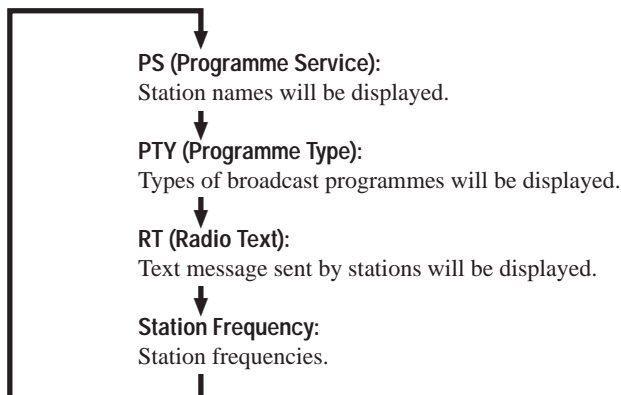 PS (Programme Service):
Station names will be displayed.
PTY (Programme Type):
Types of broadcast programmes will be displayed.
RT (Radio Text):
Text message sent by stations will be displayed.
Station Frequency:
Station frequencies.